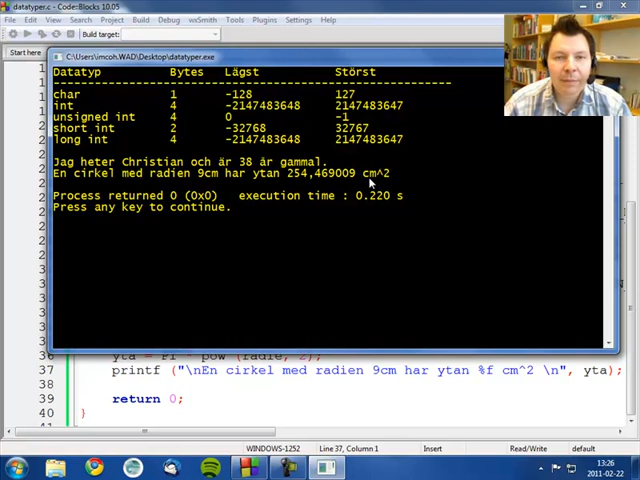 datatyper.c - Code::Blocks 10.05
File Edit View Search Project Build Debug wxSmith Tools Plugins Settings Help
Build target:
Start here
C:\Users\imcoh.WAD\Desktop\datatyper.exe
Datatyp Bytes Lägst Störst
char 1 -128 127
int 4 -2147483648 2147483647
unsigned int 4 0 -1
short int 2 -32768 32767
long int 4 -2147483648 2147483647
Jag heter Christian och är 38 år gammal.
En cirkel med radien 9cm har ytan 254,469009 cm^2
Process returned 0 (0x0) execution time : 0.220 s
Press any key to continue.
36 yta = PI * pow (radie, 2);
37 printf ("\nEn cirkel med radien 9cm har ytan %f cm^2 \n", yta);
38
39 return 0;
40 }
WINDOWS-1252 Line 37, Column 1 Insert Read/Write default
13:26
2011-02-22